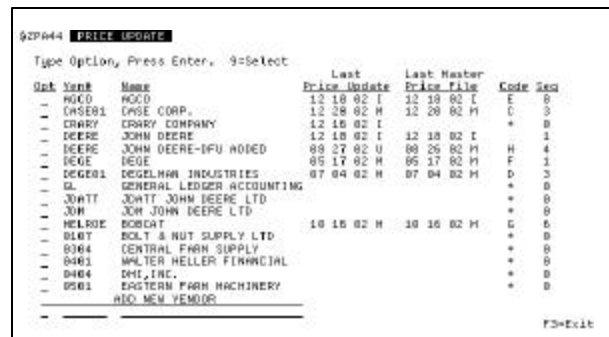 PRICE UPDATE
Type Option, Press Enter. 9=Select
Last Last Master
Opt Ven# Name Price Update Price File Code Seq
_ AGCO AGCO 12 18 02 I 12 18 02 I E 0
_ CASE01 CASE CORP. 12 20 02 M 12 20 02 M C 3
_ CRARY CRARY COMPANY 12 16 02 I * 0
_ DEERE JOHN DEERE 12 18 02 I 12 18 02 I 1
_ DEERE JOHN DEERE-DFU ADDED 09 27 02 U 08 26 02 M H 4
_ DEGE DEGE 05 17 02 M 05 17 02 M F 1
_ DEGE01 DEGELMAN INDUSTRIES 07 04 02 M 07 04 02 M D 3
_ GL GENERAL LEDGER ACCOUNTING * 0
_ JDATT JDATT JOHN DEERE LTD * 0
_ JDM JDM JOHN DEERE LTD * 0
_ MELROE BOBCAT 10 16 02 M 10 16 02 M G 6
_ 0107 BOLT & NUT SUPPLY LTD * 0
_ 0304 CENTRAL FARM SUPPLY * 0
_ 0401 WALTER HELLER FINANCIAL * 0
_ 0404 DMI,INC. * 0
_ 0501 EASTERN FARM MACHINERY * 0
ADD NEW VENDOR
F3=Exit